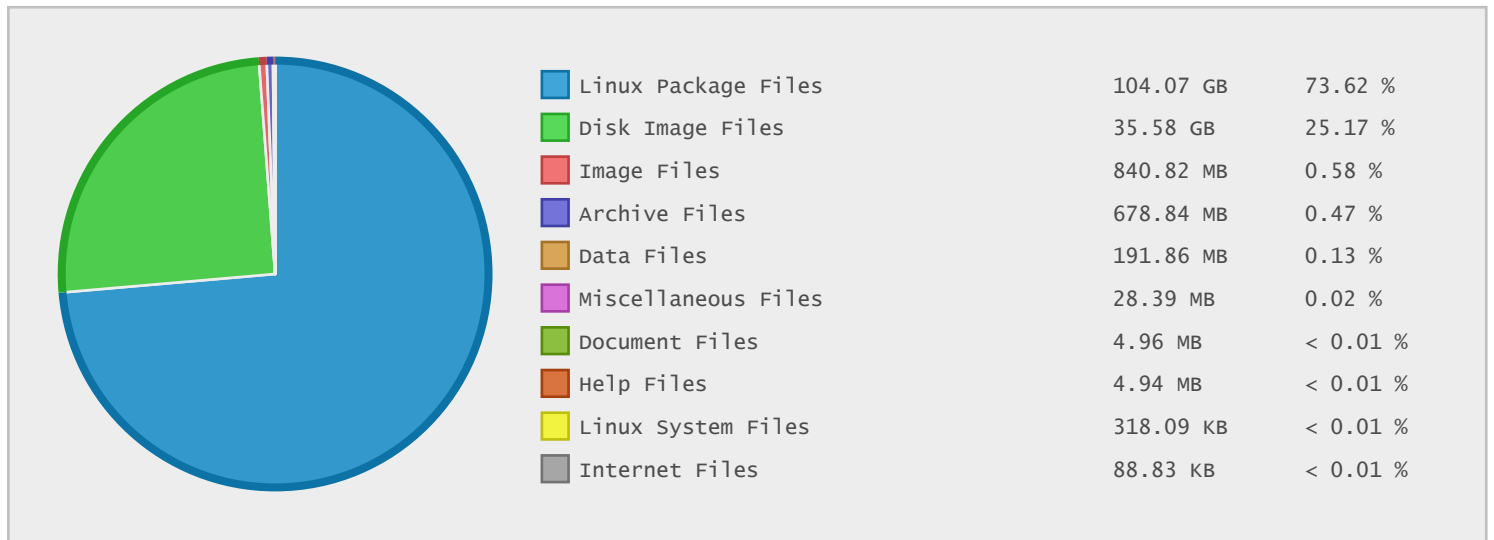 Linux Package Files 104.07 GB 73.62 %
Disk Image Files 35.58 GB 25.17 %
Image Files 840.82 MB 0.58 %
Archive Files 678.84 MB 0.47 %
Data Files 191.86 MB 0.13 %
Miscellaneous Files 28.39 MB 0.02 %
Document Files 4.96 MB < 0.01 %
Help Files 4.94 MB < 0.01 %
Linux System Files 318.09 KB < 0.01 %
Internet Files 88.83 KB < 0.01 %